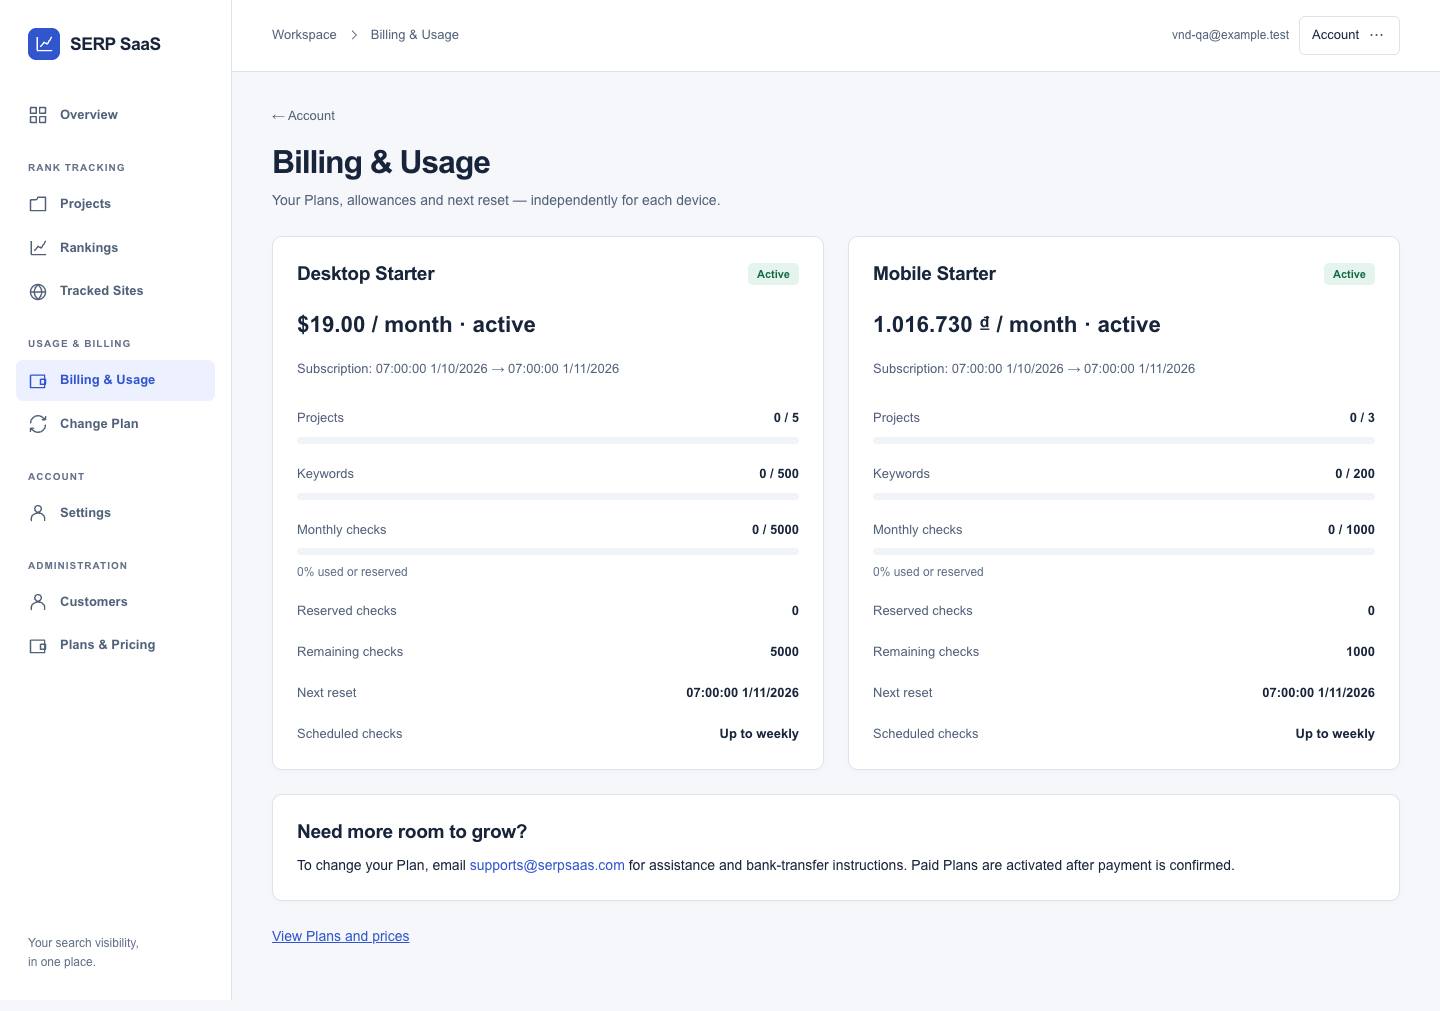 SERP SaaS
Overview
RANK TRACKING
Projects
Rankings
Tracked Sites
USAGE & BILLING
Billing & Usage
Change Plan
ACCOUNT
Settings
ADMINISTRATION
Customers
Plans & Pricing
Your search visibility,
in one place.
Workspace > Billing & Usage
vnd-qa@example.test
Account ···
← Account
Billing & Usage
Your Plans, allowances and next reset — independently for each device.
Desktop Starter
Active
$19.00 / month · active
Subscription: 07:00:00 1/10/2026 → 07:00:00 1/11/2026
Projects 0 / 5
Keywords 0 / 500
Monthly checks 0 / 5000
0% used or reserved
Reserved checks 0
Remaining checks 5000
Next reset 07:00:00 1/11/2026
Scheduled checks Up to weekly
Mobile Starter
Active
1.016.730 ₫ / month · active
Subscription: 07:00:00 1/10/2026 → 07:00:00 1/11/2026
Projects 0 / 3
Keywords 0 / 200
Monthly checks 0 / 1000
0% used or reserved
Reserved checks 0
Remaining checks 1000
Next reset 07:00:00 1/11/2026
Scheduled checks Up to weekly
Need more room to grow?
To change your Plan, email supports@serpsaas.com for assistance and bank-transfer instructions. Paid Plans are activated after payment is confirmed.
View Plans and prices